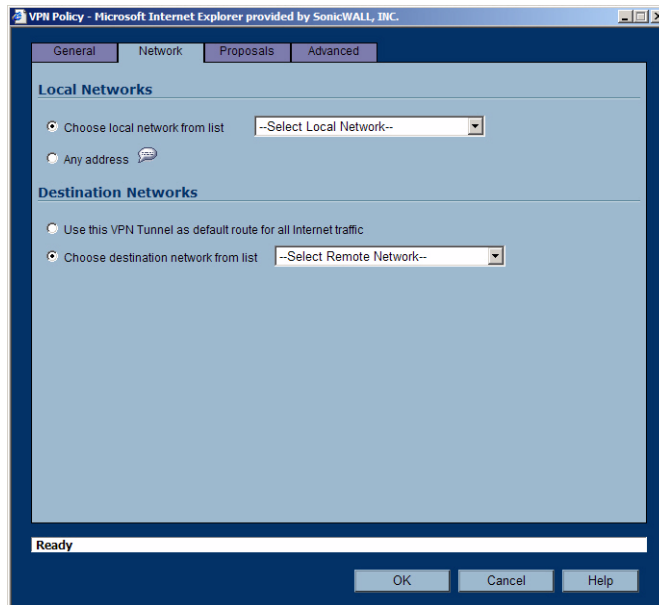 VPN Policy - Microsoft Internet Explorer provided by SonicWALL, INC.
General Network Proposals Advanced
Local Networks
Choose local network from list --Select Local Network--
Any address
Destination Networks
Use this VPN Tunnel as default route for all Internet traffic
Choose destination network from list --Select Remote Network--
Ready
OK Cancel Help